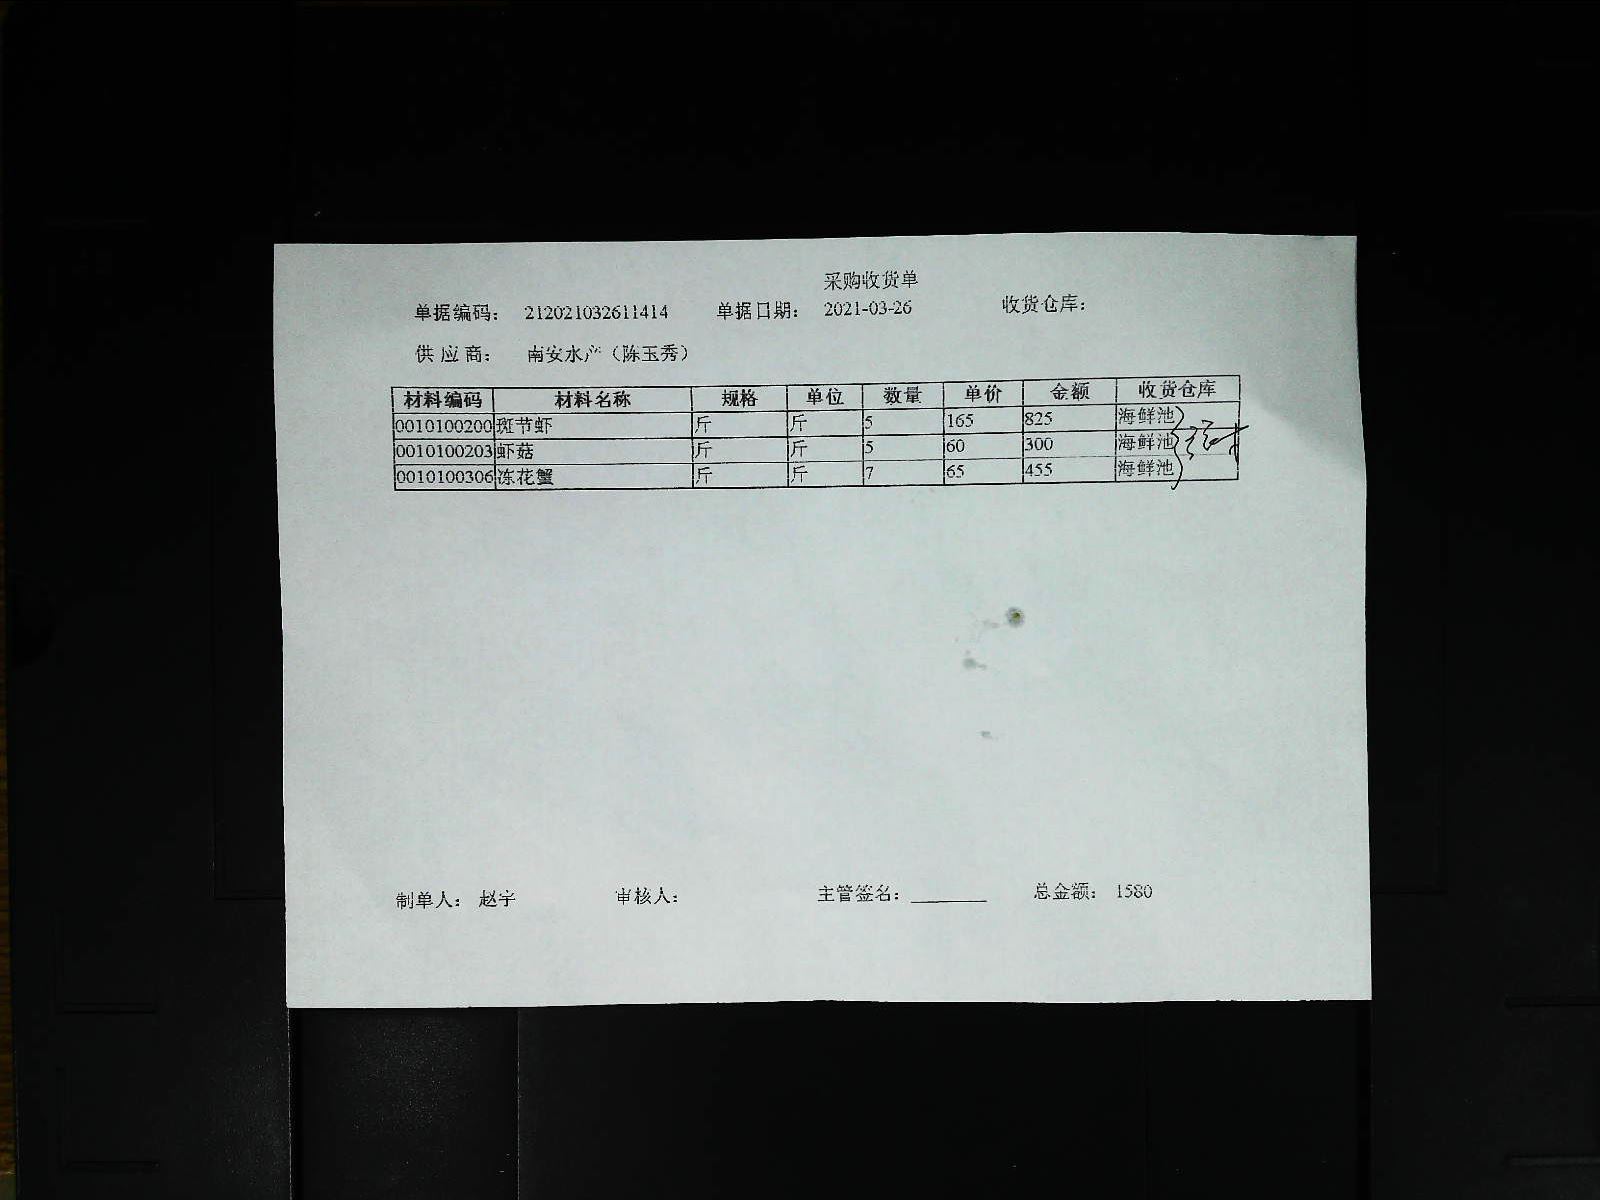 采购收货单
单据编码: 212021032611414 单据日期: 2021-03-26 收货仓库:
供应商: 南安水产（陈玉秀）
材料编码 材料名称 规格 单位 数量 单价 金额 收货仓库
0010100200 斑节虾 斤 斤 5 165 825 海鲜池
0010100203 虾菇 斤 斤 5 60 300 海鲜池
0010100306 冻花蟹 斤 斤 7 65 455 海鲜池
制单人: 赵宇 审核人: 主管签名: ________ 总金额: 1580